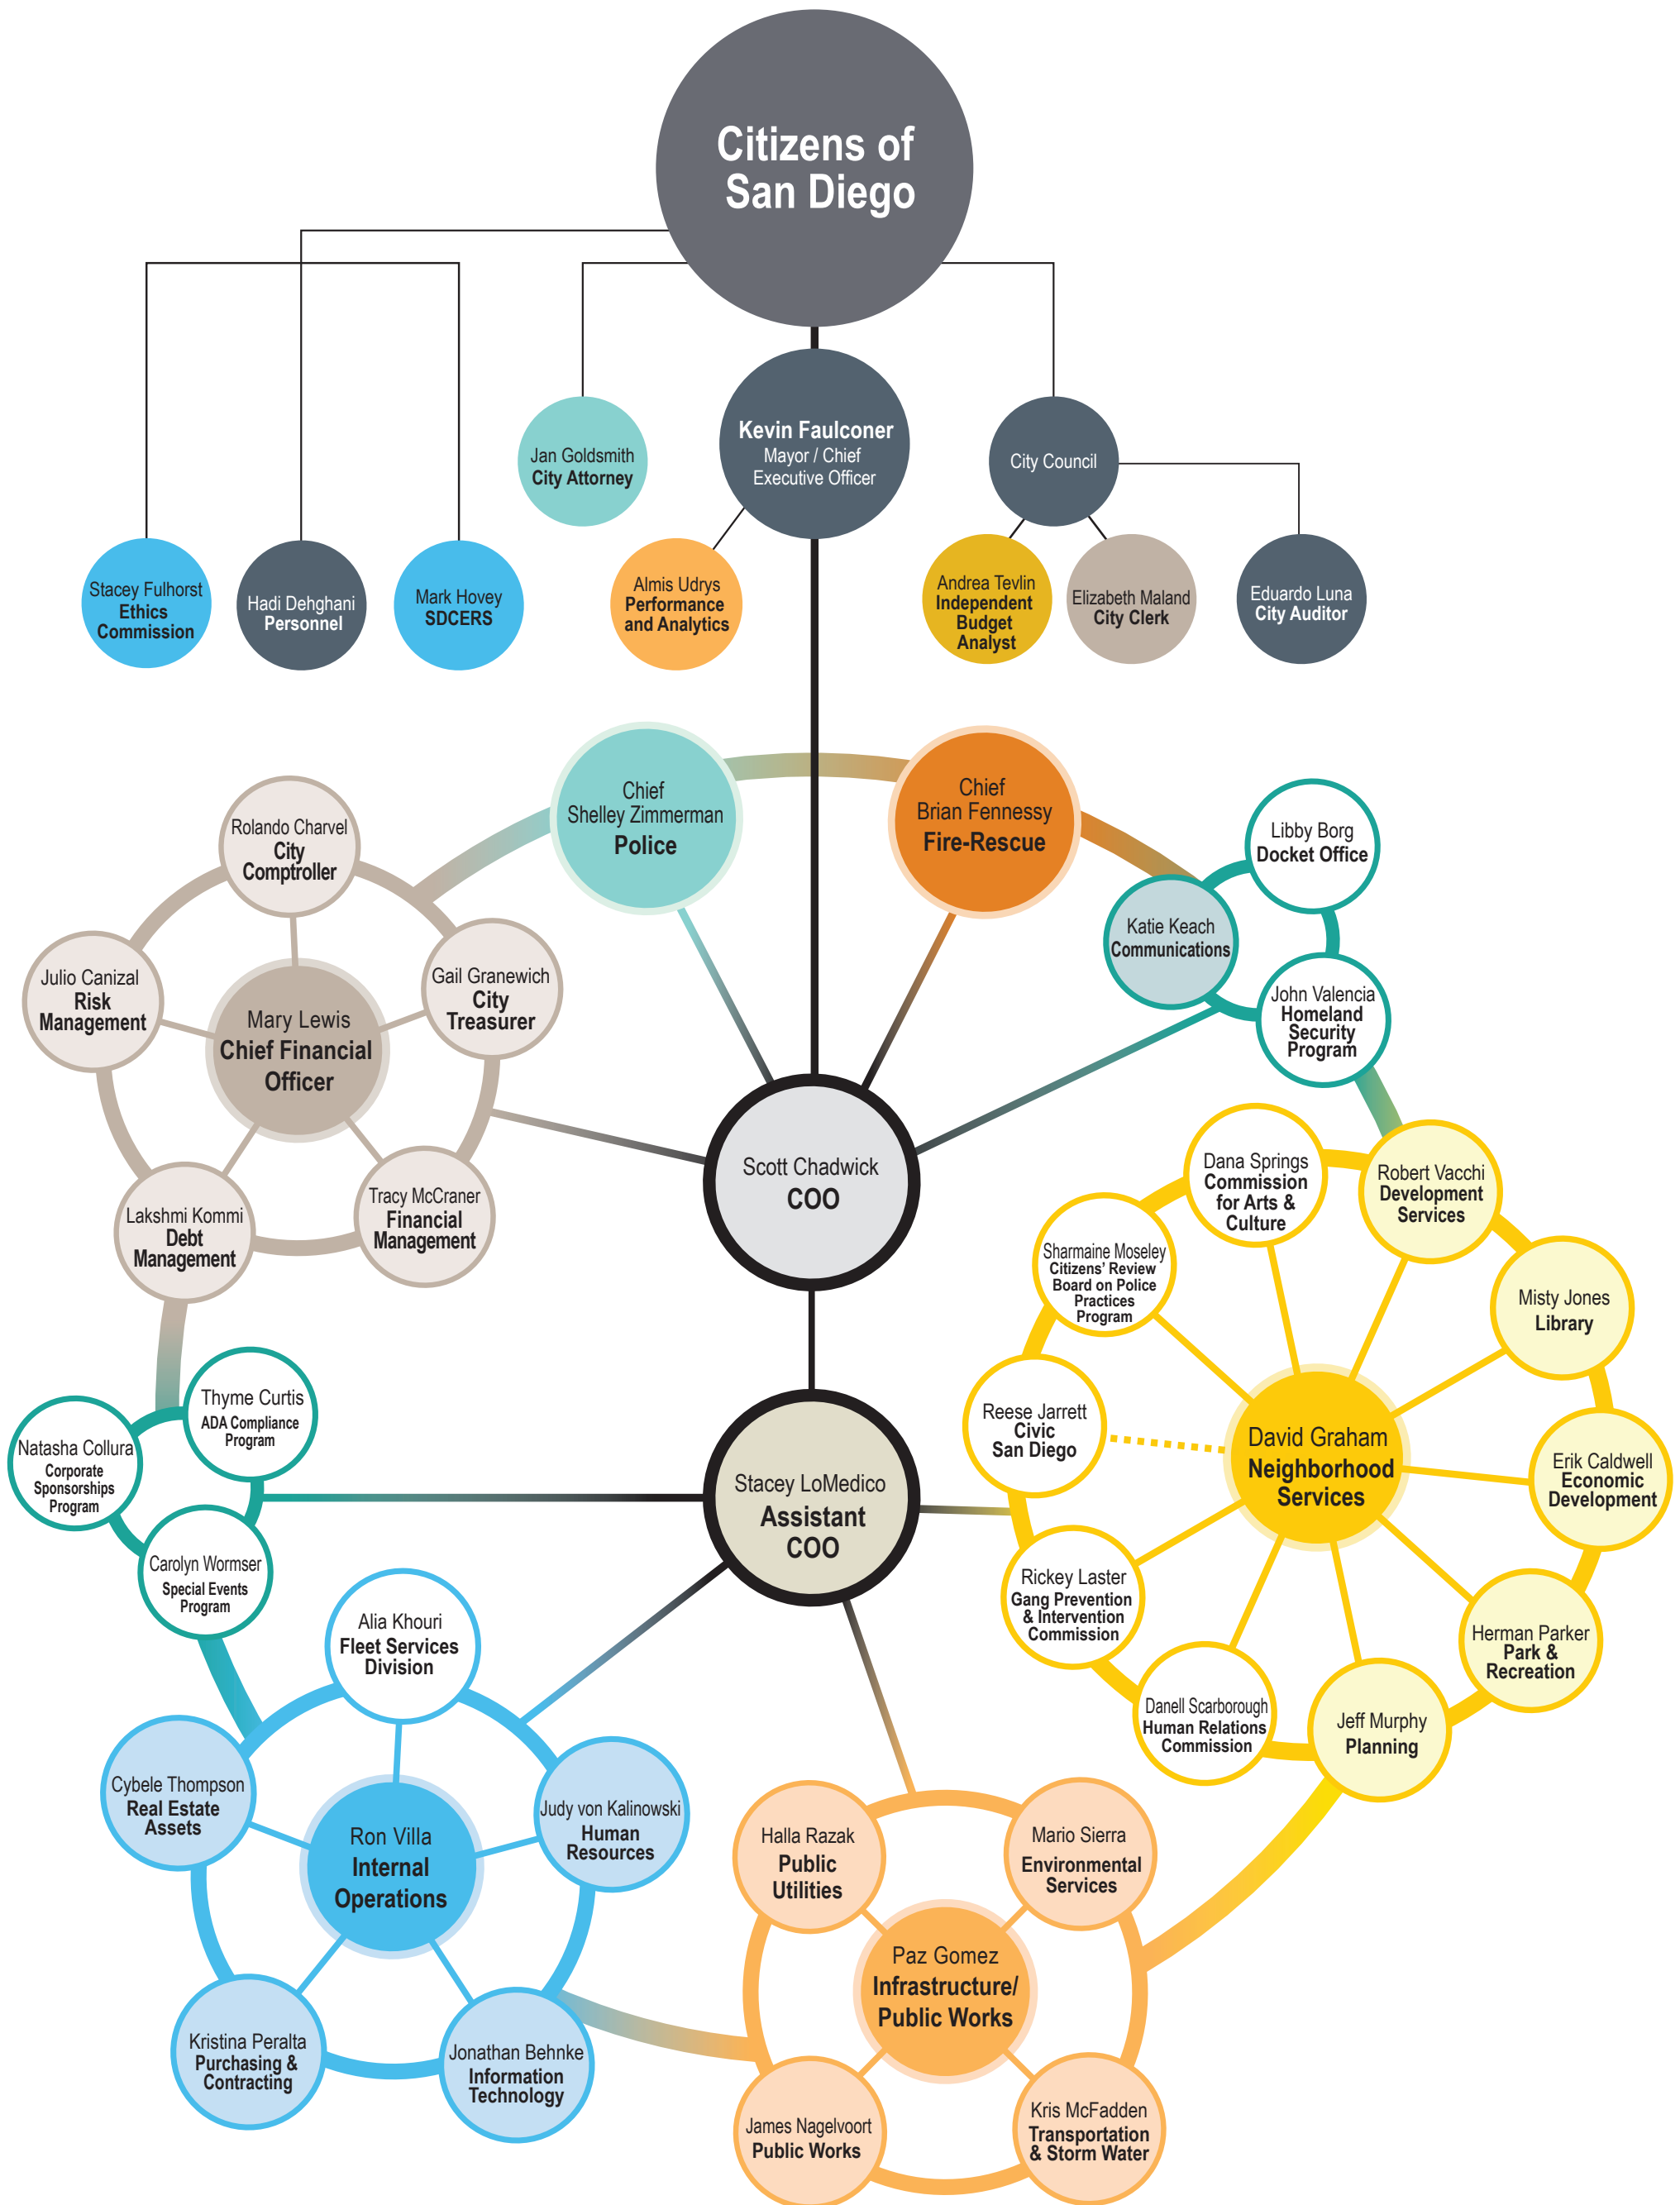 Citizens of
San Diego
Kevin Faulconer
Mayor / Chief
Executive Officer
Jan Goldsmith
City Attorney
City Council
Stacey Fulhorst
Ethics
Commission
Hadi Dehghani
Personnel
Mark Hovey
SDCERS
Almis Udrys
Performance
and Analytics
Andrea Tevlin
Independent
Budget
Analyst
Elizabeth Maland
City Clerk
Eduardo Luna
City Auditor
Chief
Shelley Zimmerman
Police
Chief
Brian Fennessy
Fire-Rescue
Rolando Charvel
City
Comptroller
Julio Canizal
Risk
Management
Gail Granewich
City
Treasurer
Mary Lewis
Chief Financial
Officer
Lakshmi Kommi
Debt
Management
Tracy McCraner
Financial
Management
Libby Borg
Docket Office
Katie Keach
Communications
John Valencia
Homeland
Security
Program
Scott Chadwick
COO
Dana Springs
Commission
for Arts &
Culture
Robert Vacchi
Development
Services
Sharmaine Moseley
Citizens' Review
Board on Police
Practices
Program
Misty Jones
Library
Reese Jarrett
Civic
San Diego
David Graham
Neighborhood
Services
Erik Caldwell
Economic
Development
Rickey Laster
Gang Prevention
& Intervention
Commission
Herman Parker
Park &
Recreation
Danell Scarborough
Human Relations
Commission
Jeff Murphy
Planning
Stacey LoMedico
Assistant
COO
Thyme Curtis
ADA Compliance
Program
Natasha Collura
Corporate
Sponsorships
Program
Carolyn Wormser
Special Events
Program
Alia Khouri
Fleet Services
Division
Cybele Thompson
Real Estate
Assets
Judy von Kalinowski
Human
Resources
Ron Villa
Internal
Operations
Kristina Peralta
Purchasing &
Contracting
Jonathan Behnke
Information
Technology
Halla Razak
Public
Utilities
Mario Sierra
Environmental
Services
Paz Gomez
Infrastructure/
Public Works
James Nagelvoort
Public Works
Kris McFadden
Transportation
& Storm Water